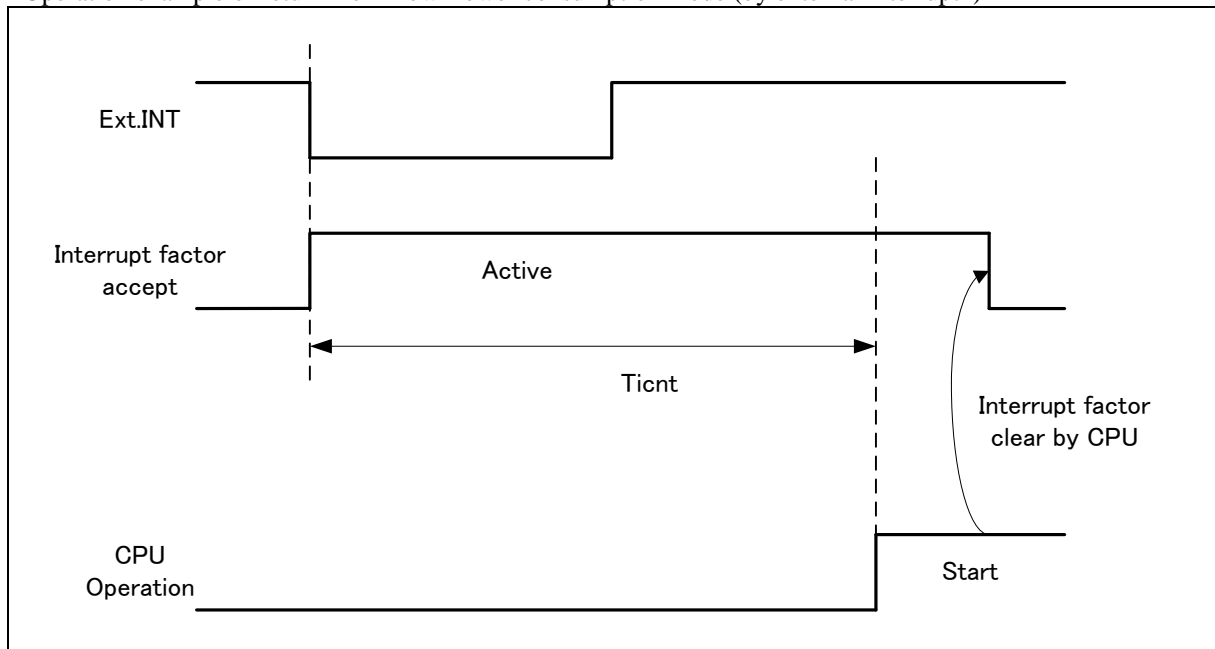 Ext.INT
Interrupt factor
accept
Active
Ticnt
Interrupt factor
clear by CPU
CPU
Operation
Start